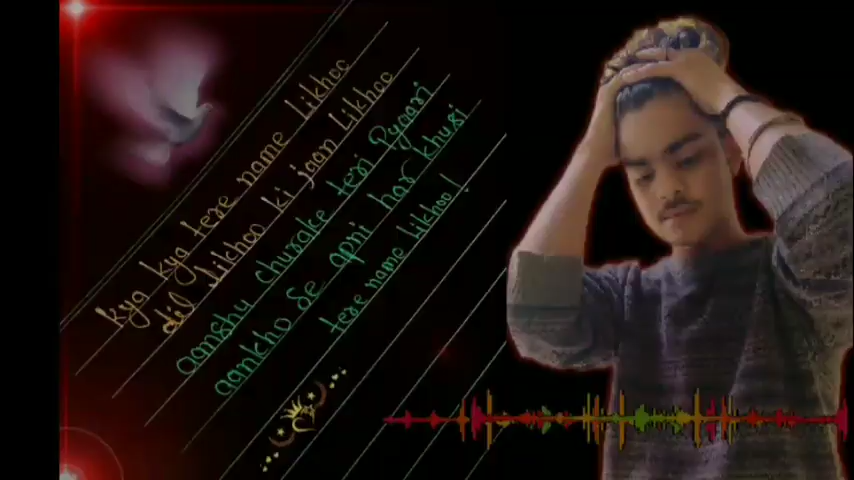 kya kya tere name likhoo
dil likhoo ki jaan likhoo
aanshu churake teri pyaari
aankho se apni har khusi
tere name likhoo !